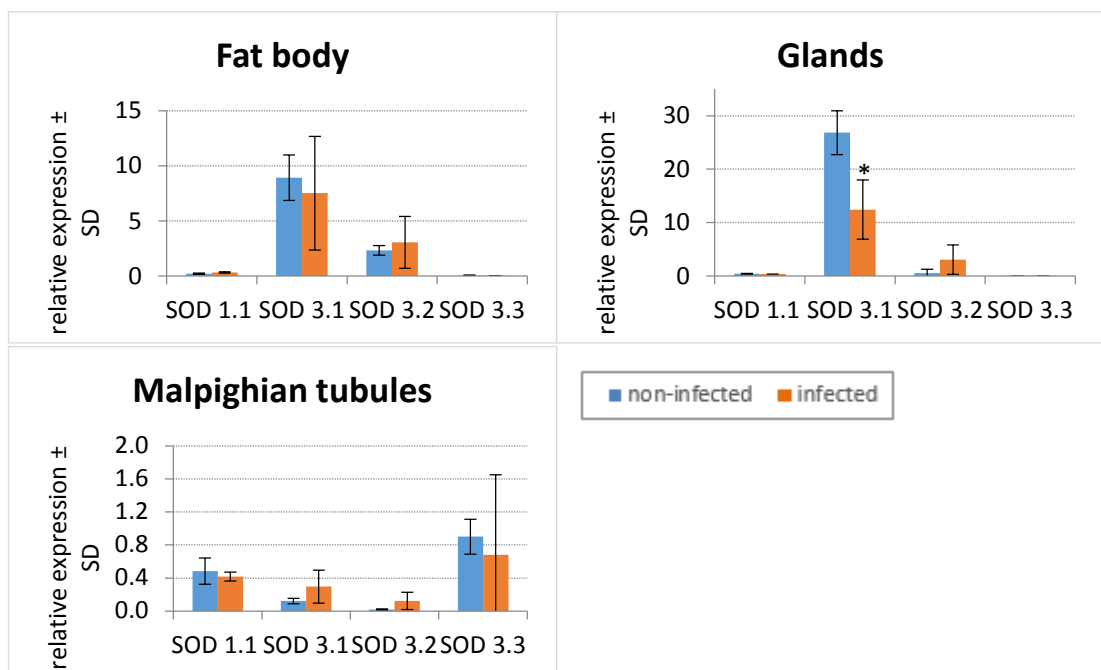 Fat body
relative expression ±
SD
15
10
5
0
SOD 1.1 SOD 3.1 SOD 3.2 SOD 3.3
Glands
relative expression ±
SD
30
20
10
0
*
SOD 1.1 SOD 3.1 SOD 3.2 SOD 3.3
Malpighian tubules
relative expression ±
SD
2.0
1.6
1.2
0.8
0.4
0.0
SOD 1.1 SOD 3.1 SOD 3.2 SOD 3.3
non-infected infected